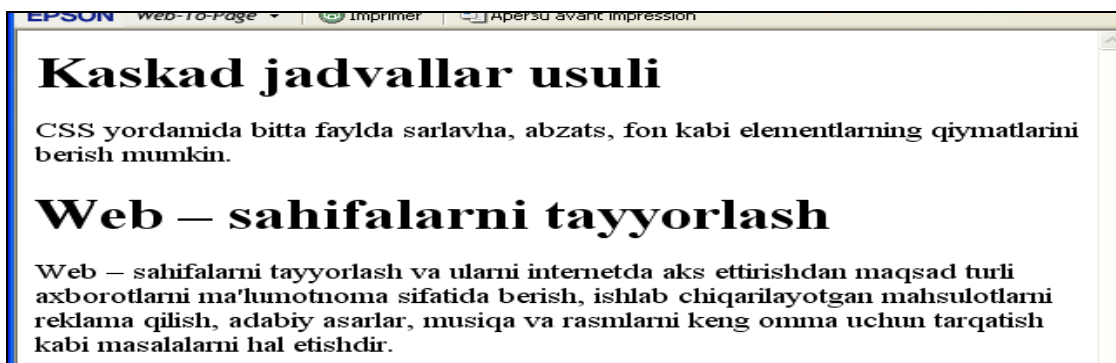 EPSON Web-To-Page Imprimer Apersu avant impression
Kaskad jadvallar usuli
CSS yordamida bitta faylda sarlavha, abzats, fon kabi elementlarning qiymatlarini
berish mumkin.
Web – sahifalarni tayyorlash
Web – sahifalarni tayyorlash va ularni internetda aks ettirishdan maqsad turli
axborotlarni ma'lumotnoma sifatida berish, ishlab chiqarilayotgan mahsulotlarni
reklama qilish, adabiy asarlar, musiqa va rasmlarni keng omma uchun tarqatish
kabi masalalarni hal etishdir.